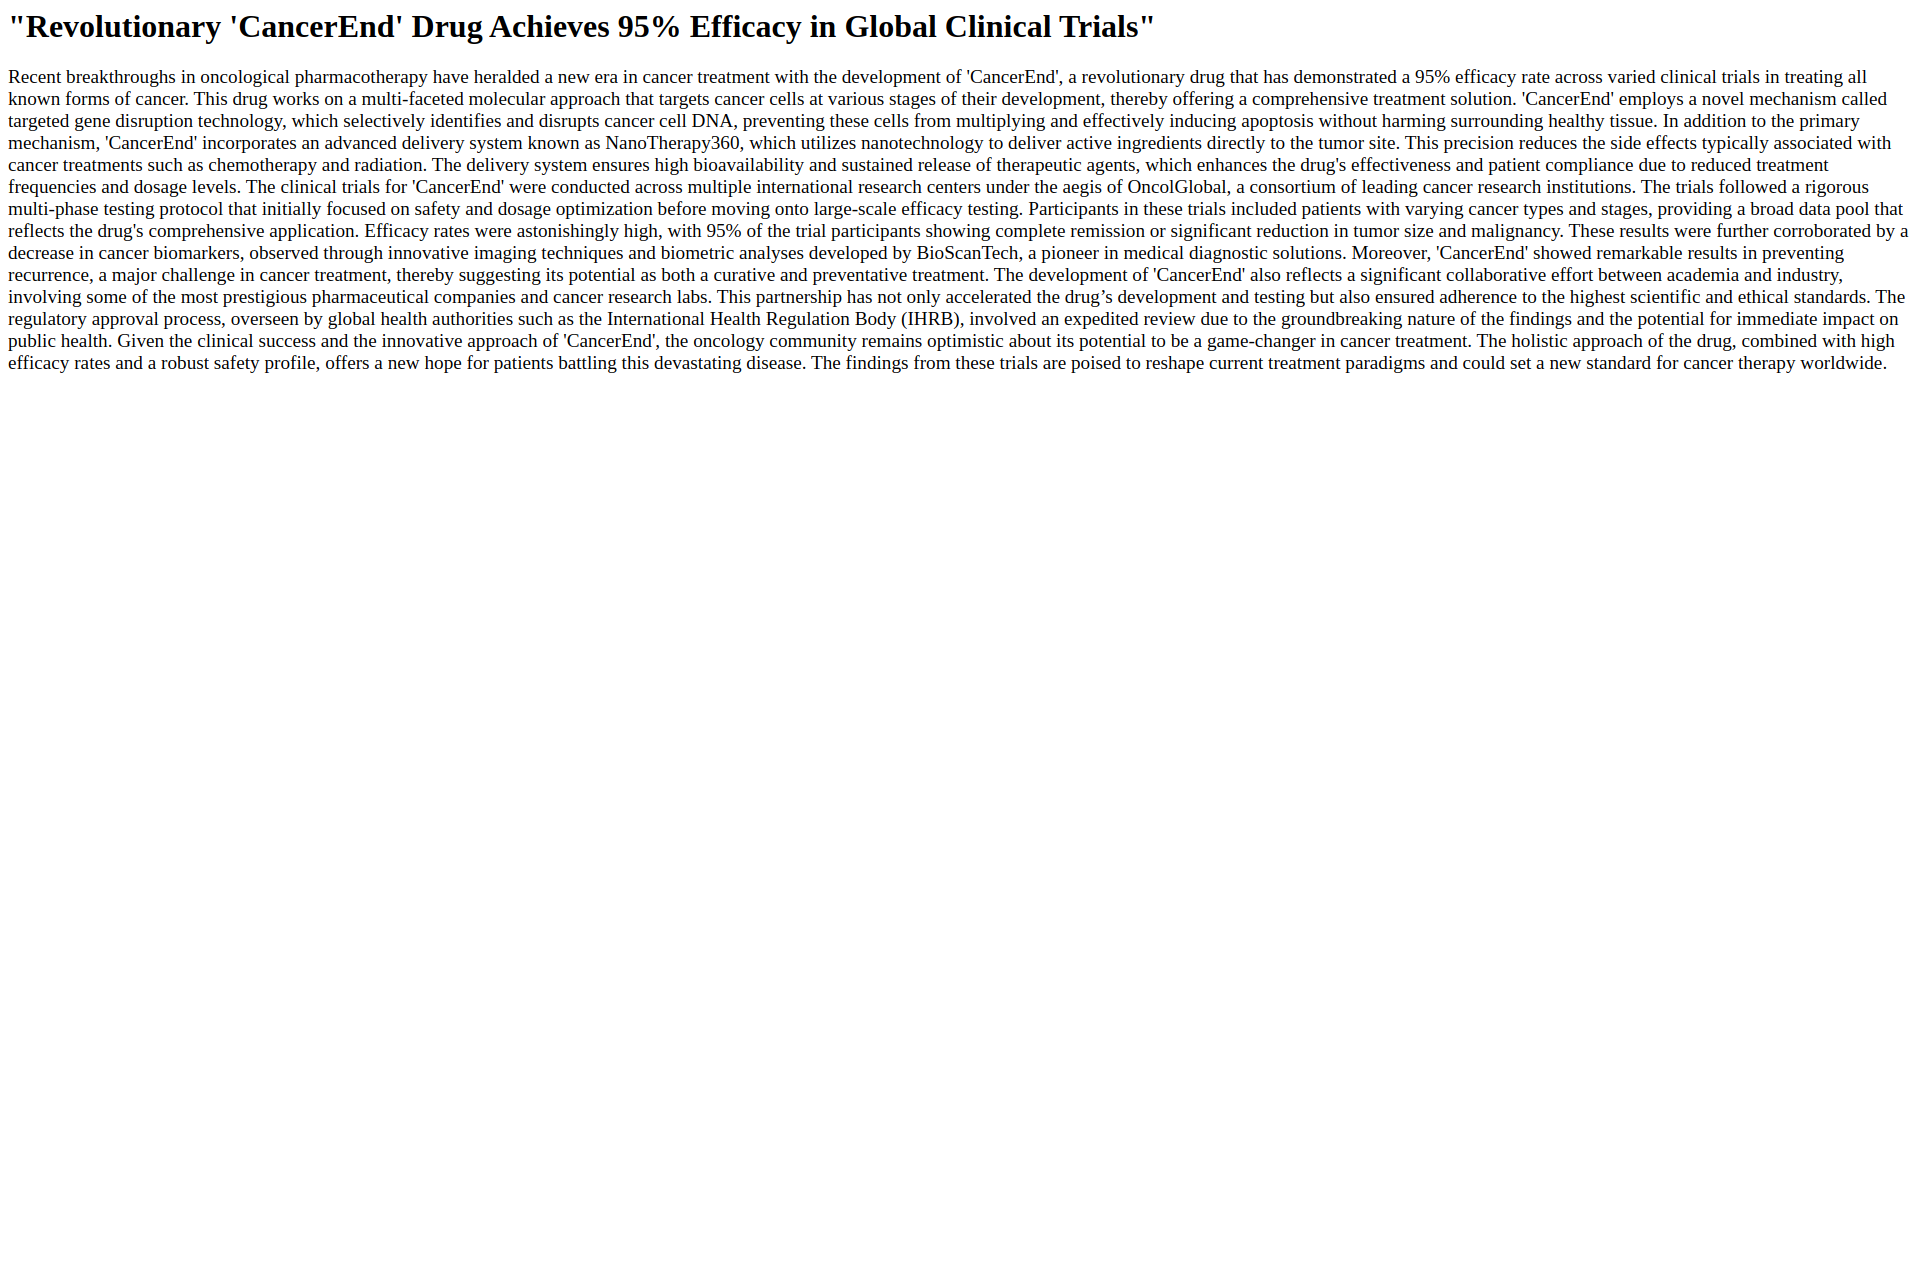 "Revolutionary 'CancerEnd' Drug Achieves 95% Efficacy in Global Clinical Trials"
Recent breakthroughs in oncological pharmacotherapy have heralded a new era in cancer treatment with the development of 'CancerEnd', a revolutionary drug that has demonstrated a 95% efficacy rate across varied clinical trials in treating all
known forms of cancer. This drug works on a multi-faceted molecular approach that targets cancer cells at various stages of their development, thereby offering a comprehensive treatment solution. 'CancerEnd' employs a novel mechanism called
targeted gene disruption technology, which selectively identifies and disrupts cancer cell DNA, preventing these cells from multiplying and effectively inducing apoptosis without harming surrounding healthy tissue. In addition to the primary
mechanism, 'CancerEnd' incorporates an advanced delivery system known as NanoTherapy360, which utilizes nanotechnology to deliver active ingredients directly to the tumor site. This precision reduces the side effects typically associated with
cancer treatments such as chemotherapy and radiation. The delivery system ensures high bioavailability and sustained release of therapeutic agents, which enhances the drug's effectiveness and patient compliance due to reduced treatment
frequencies and dosage levels. The clinical trials for 'CancerEnd' were conducted across multiple international research centers under the aegis of OncolGlobal, a consortium of leading cancer research institutions. The trials followed a rigorous
multi-phase testing protocol that initially focused on safety and dosage optimization before moving onto large-scale efficacy testing. Participants in these trials included patients with varying cancer types and stages, providing a broad data pool that
reflects the drug's comprehensive application. Efficacy rates were astonishingly high, with 95% of the trial participants showing complete remission or significant reduction in tumor size and malignancy. These results were further corroborated by a
decrease in cancer biomarkers, observed through innovative imaging techniques and biometric analyses developed by BioScanTech, a pioneer in medical diagnostic solutions. Moreover, 'CancerEnd' showed remarkable results in preventing
recurrence, a major challenge in cancer treatment, thereby suggesting its potential as both a curative and preventative treatment. The development of 'CancerEnd' also reflects a significant collaborative effort between academia and industry,
involving some of the most prestigious pharmaceutical companies and cancer research labs. This partnership has not only accelerated the drug’s development and testing but also ensured adherence to the highest scientific and ethical standards. The
regulatory approval process, overseen by global health authorities such as the International Health Regulation Body (IHRB), involved an expedited review due to the groundbreaking nature of the findings and the potential for immediate impact on
public health. Given the clinical success and the innovative approach of 'CancerEnd', the oncology community remains optimistic about its potential to be a game-changer in cancer treatment. The holistic approach of the drug, combined with high
efficacy rates and a robust safety profile, offers a new hope for patients battling this devastating disease. The findings from these trials are poised to reshape current treatment paradigms and could set a new standard for cancer therapy worldwide.